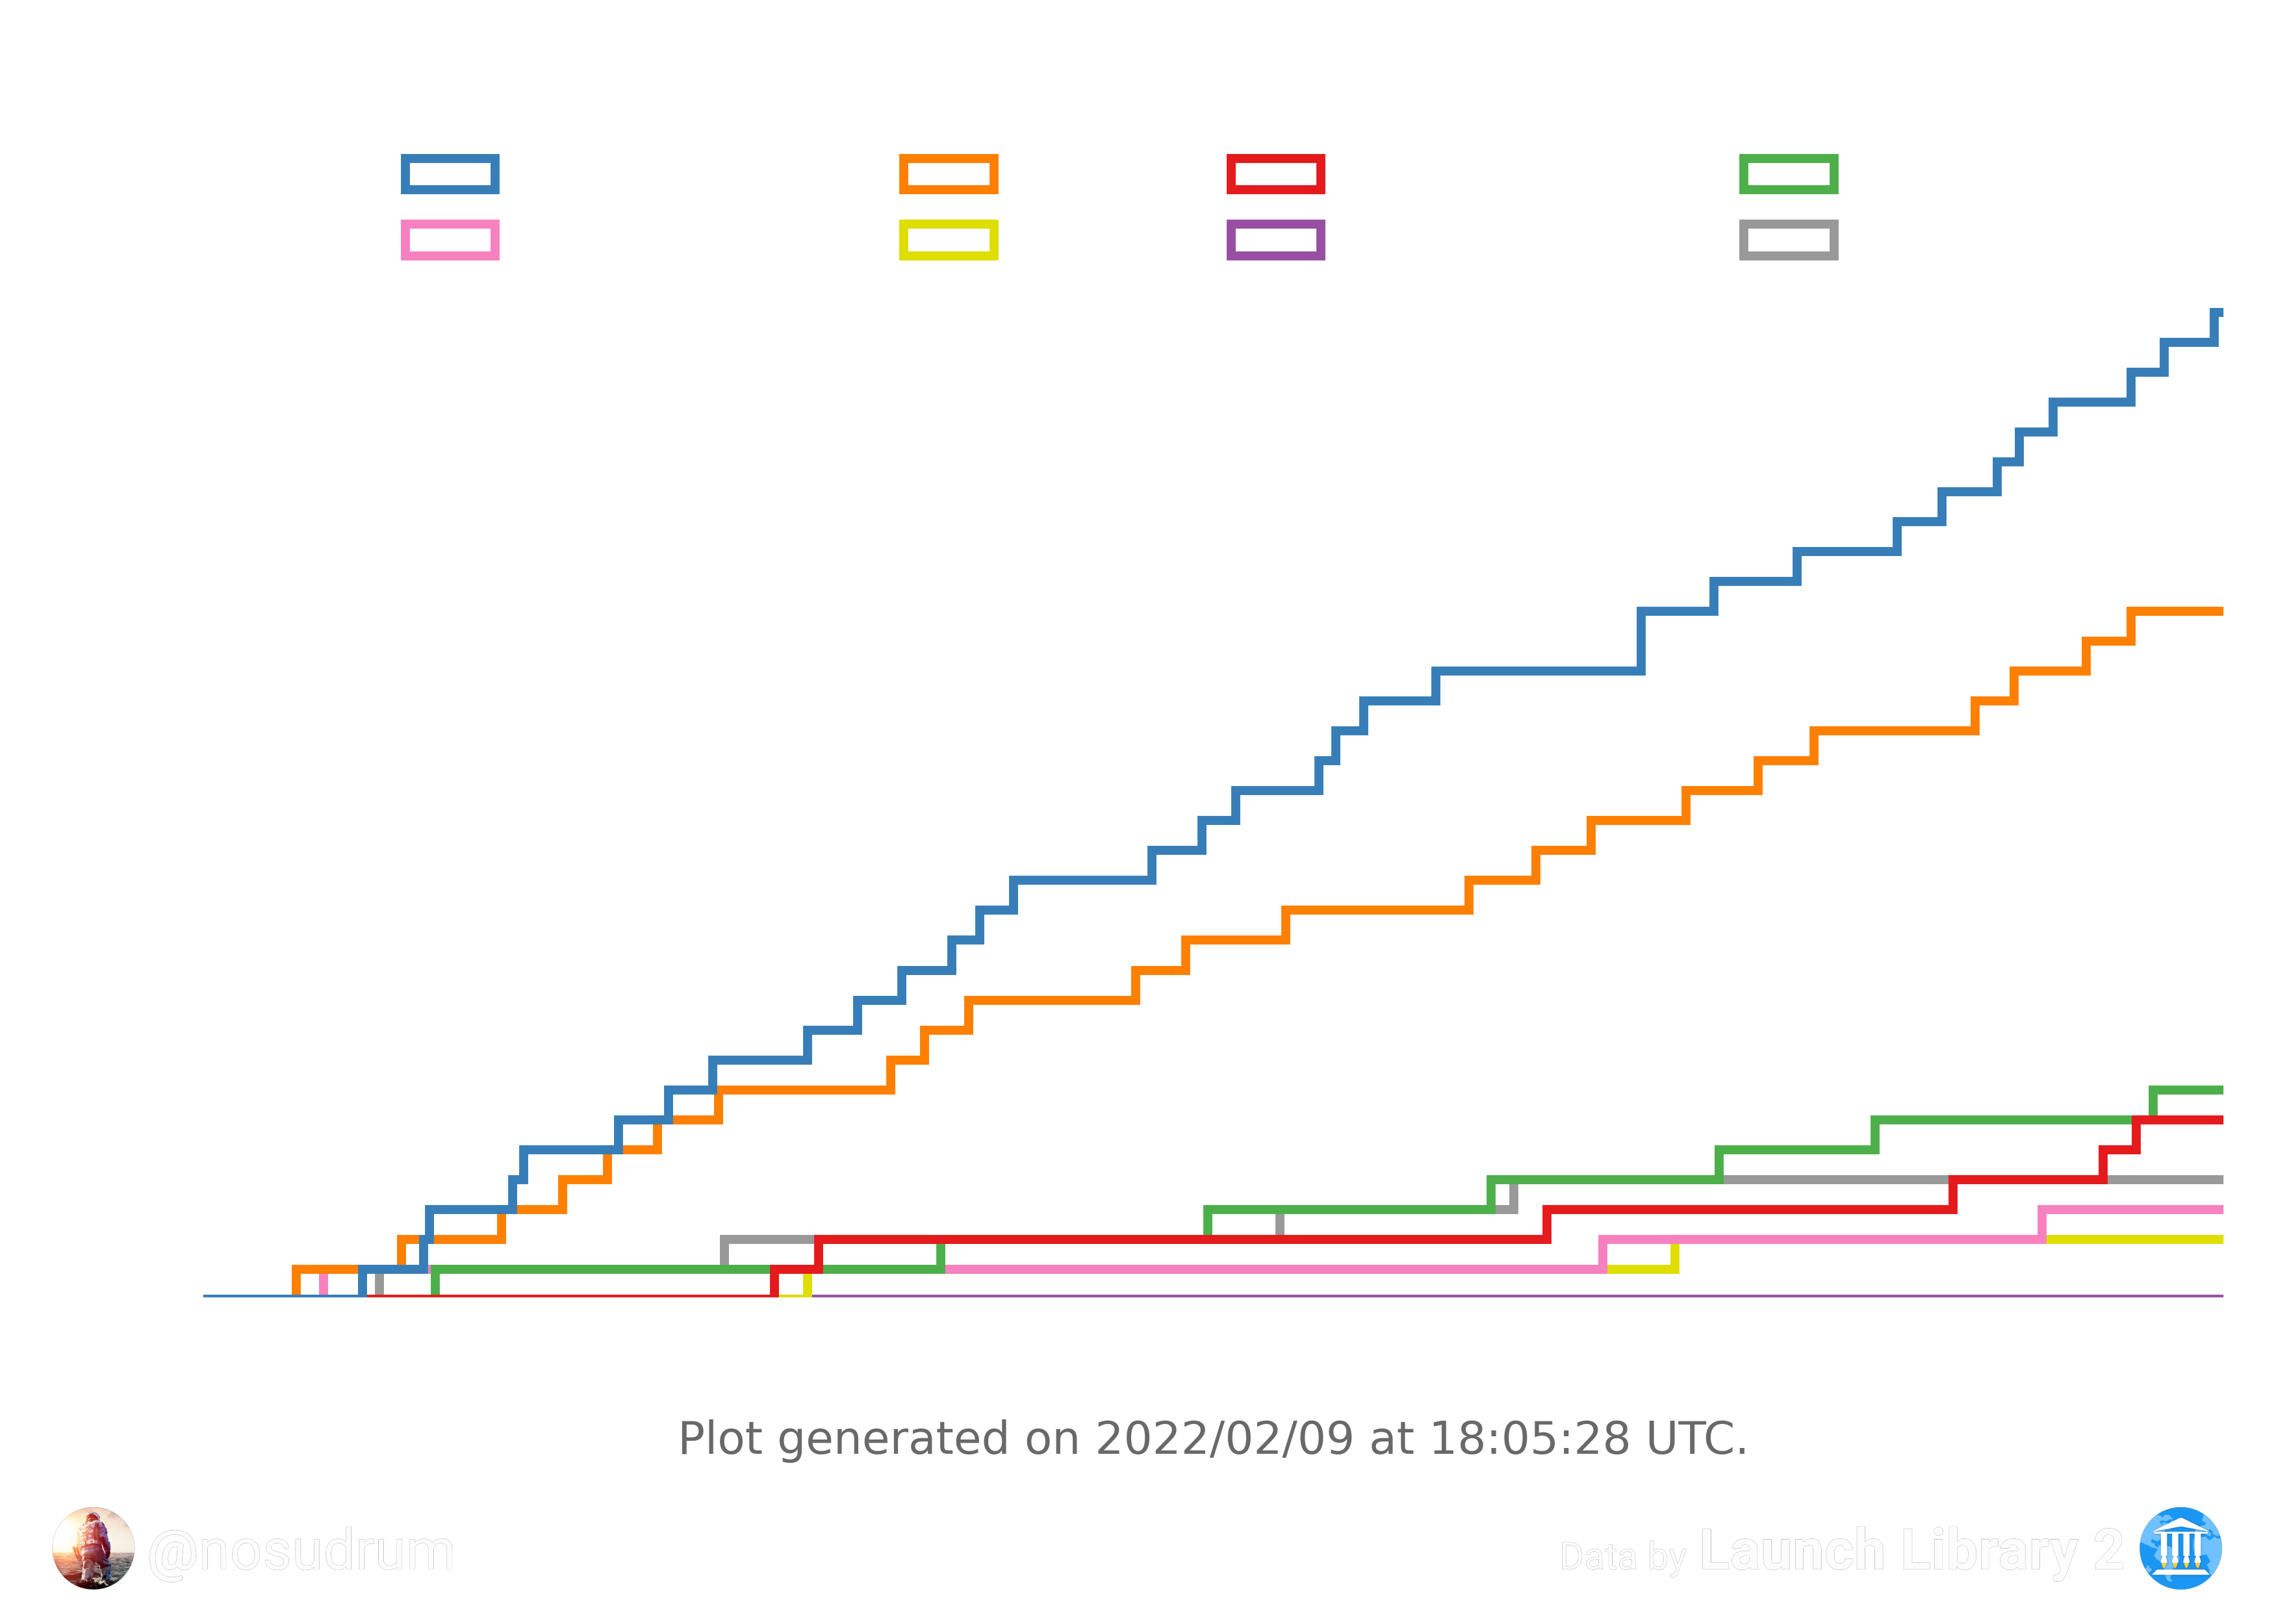 Plot generated on 2022/02/09 at 18:05:28 UTC.
@nosudrum
Data by Launch Library 2